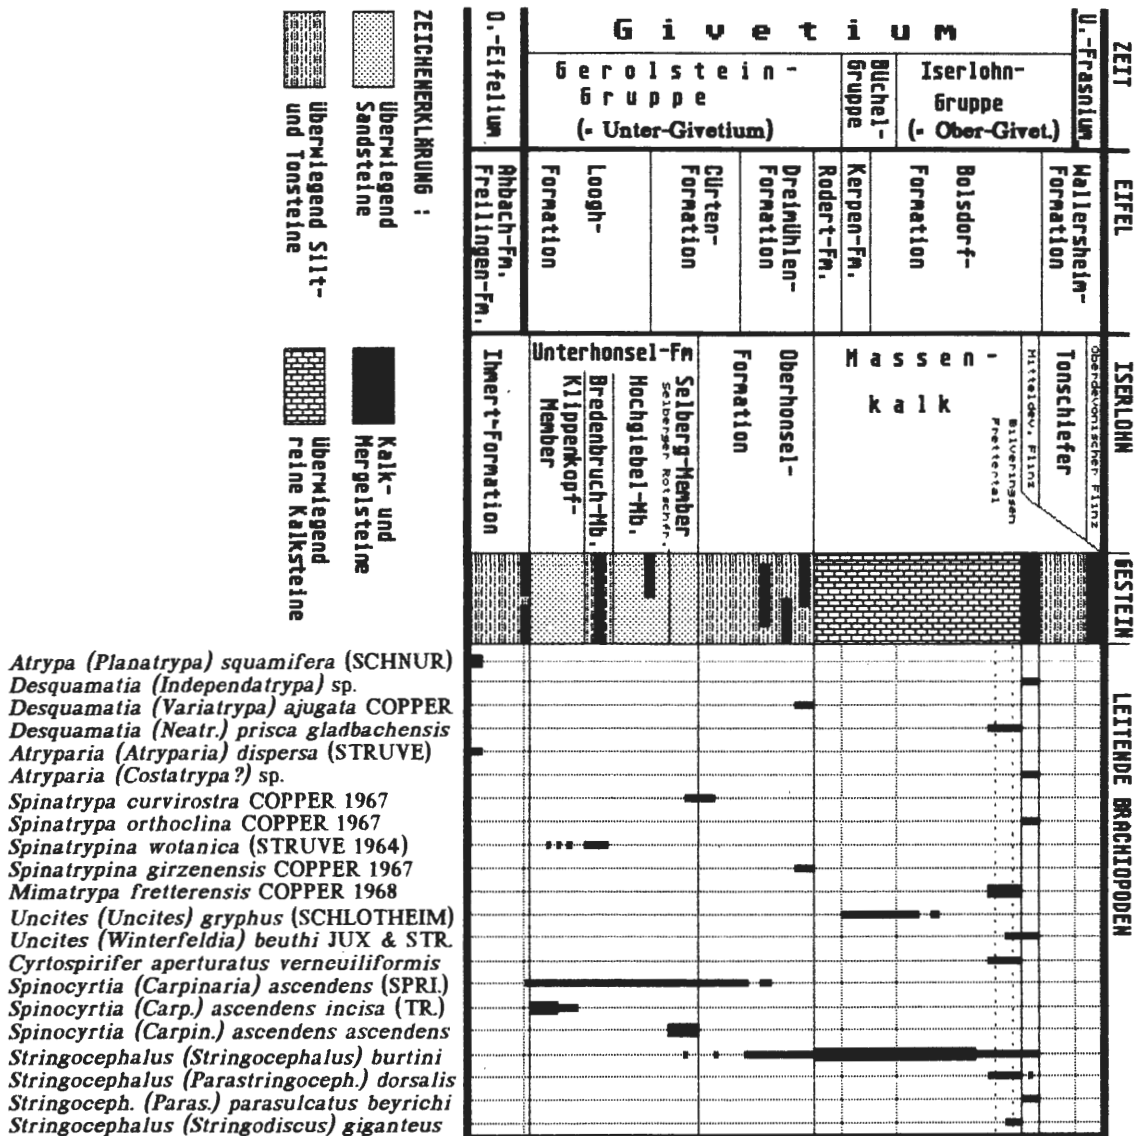 ZEIT
U.-Frasnium
G i v e t i u m
Iserlohn-
Gruppe
(= Ober-Givet.)
Büchel-
Gruppe
G e r o l s t e i n -
G r u p p e
(= Unter-Givetium)
O.-Eifelium
EIFEL
Wallersheim-
Formation
Bolsdorf-
Formation
Kerpen-Fm.
Rodert-Fm.
Dreimühlen-
Formation
Cürten-
Formation
Loogh-
Formation
Ahbach-Fm.
Freilingen-Fm.
ISERLOHN
Oberdevonischer Flinz
Tonschiefer
Mitteldev. Flinz
M a s s e n -
k a l k
Bilveringsen
Frettertal
Oberhonsel-
Formation
Unterhonsel-Fm
Selberg-Member
Selberger Rotschf.
Hochgiebel-Mb.
Bredenbruch-Mb.
Klippenkopf-
Member
Ihmert-Formation
GESTEIN
LEITENDE BRACHIOPODEN
ZEICHENERKLÄRUNG :
überwiegend
Sandsteine
überwiegend Silt-
und Tonsteine
Kalk- und
Mergelsteine
überwiegend
reine Kalksteine
Atrypa (Planatrypa) squamifera (SCHNUR)
Desquamatia (Independatrypa) sp.
Desquamatia (Variatrypa) ajugata COPPER
Desquamatia (Neatr.) prisca gladbachensis
Atryparia (Atryparia) dispersa (STRUVE)
Atryparia (Costatrypa?) sp.
Spinatrypa curvirostra COPPER 1967
Spinatrypa orthoclina COPPER 1967
Spinatrypina wotanica (STRUVE 1964)
Spinatrypina girzenensis COPPER 1967
Mimatrypa fretterensis COPPER 1968
Uncites (Uncites) gryphus (SCHLOTHEIM)
Uncites (Winterfeldia) beuthi JUX & STR.
Cyrtospirifer aperturatus verneuiliformis
Spinocyrtia (Carpinaria) ascendens (SPRI.)
Spinocyrtia (Carp.) ascendens incisa (TR.)
Spinocyrtia (Carpin.) ascendens ascendens
Stringocephalus (Stringocephalus) burtini
Stringocephalus (Parastringoceph.) dorsalis
Stringoceph. (Paras.) parasulcatus beyrichi
Stringocephalus (Stringodiscus) giganteus